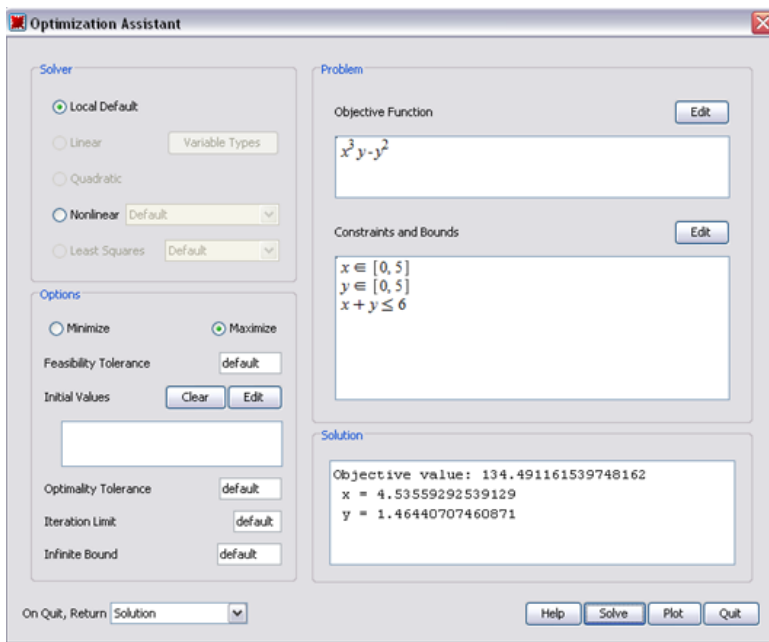 Optimization Assistant
Solver
Local Default
Linear Variable Types
Quadratic
Nonlinear Default
Least Squares Default
Options
Minimize Maximize
Feasibility Tolerance default
Initial Values Clear Edit
Optimality Tolerance default
Iteration Limit default
Infinite Bound default
Problem
Objective Function Edit
x³ y - y²
Constraints and Bounds Edit
x ∈ [0, 5]
y ∈ [0, 5]
x + y ≤ 6
Solution
Objective value: 134.491161539748162
x = 4.53559292539129
y = 1.46440707460871
On Quit, Return Solution Help Solve Plot Quit